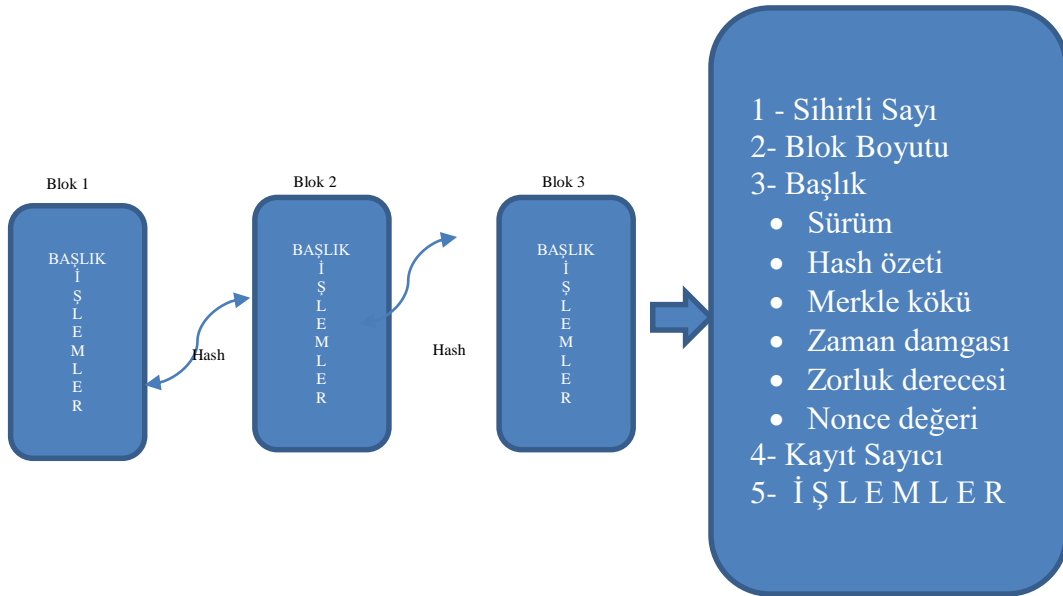 Blok 1
BAŞLIK
İ
Ş
L
E
M
L
E
R
Hash
Blok 2
BAŞLIK
İ
Ş
L
E
M
L
E
R
Hash
Blok 3
BAŞLIK
İ
Ş
L
E
M
L
E
R
1 - Sihirli Sayı
2- Blok Boyutu
3- Başlık
• Sürüm
• Hash özeti
• Merkle kökü
• Zaman damgası
• Zorluk derecesi
• Nonce değeri
4- Kayıt Sayıcı
5- İ Ş L E M L E R